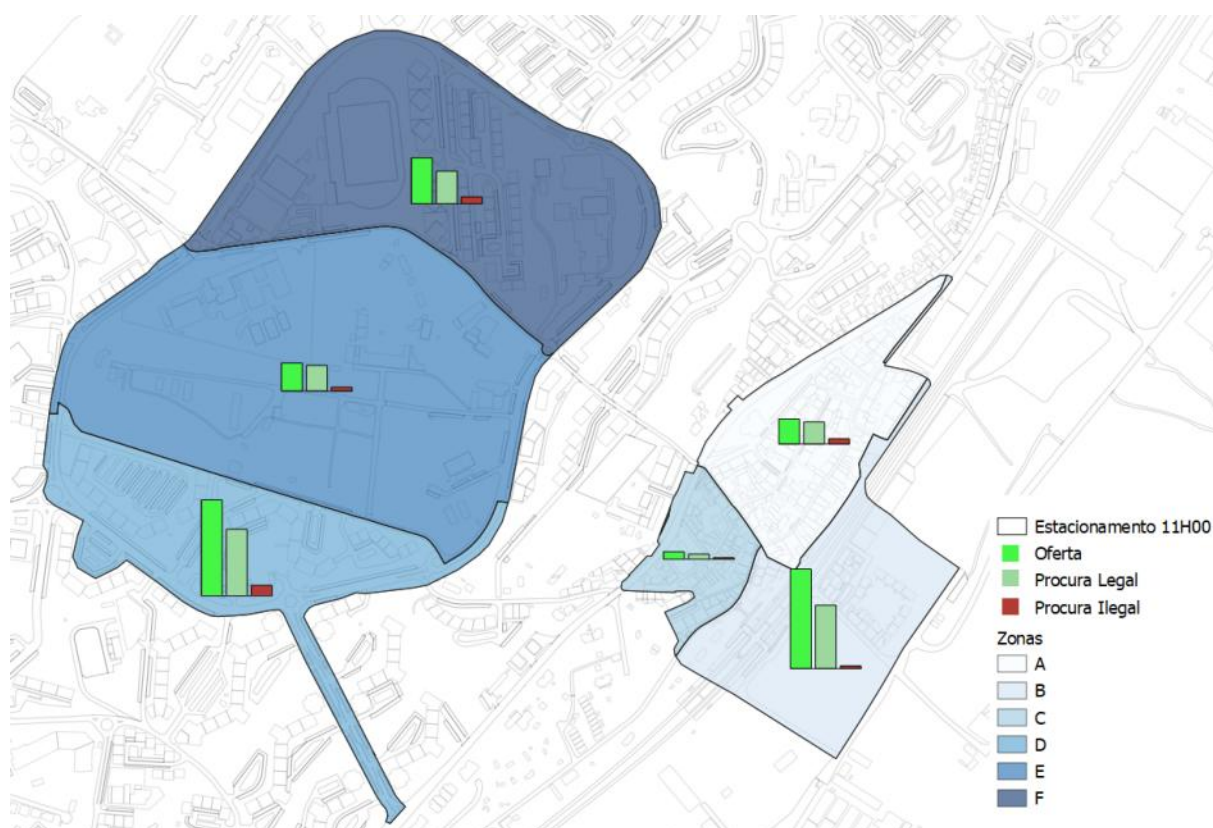 Estacionamento 11H00
Oferta
Procura Legal
Procura Ilegal
Zonas
A
B
C
D
E
F